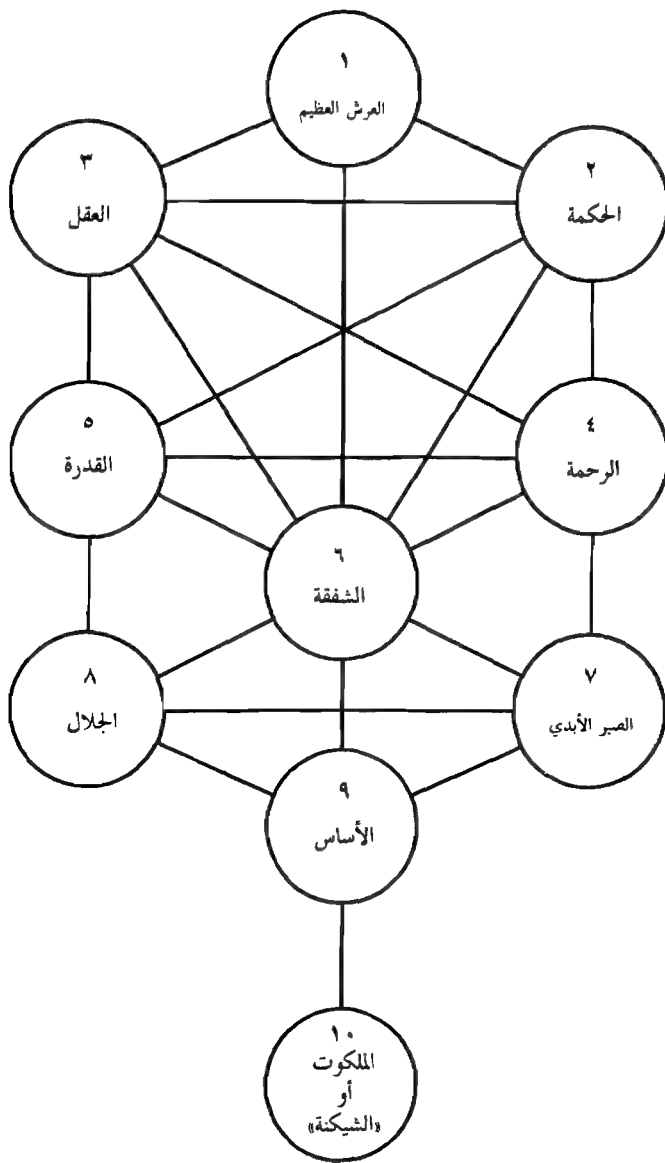 ١
العرش العظيم
٢
الحكمة
٣
العقل
٤
الرحمة
٥
القدرة
٦
الشفقة
٧
الصبر الأبدي
٨
الجلال
٩
الأساس
١٠
الملكوت
أو
«الشيكنة»